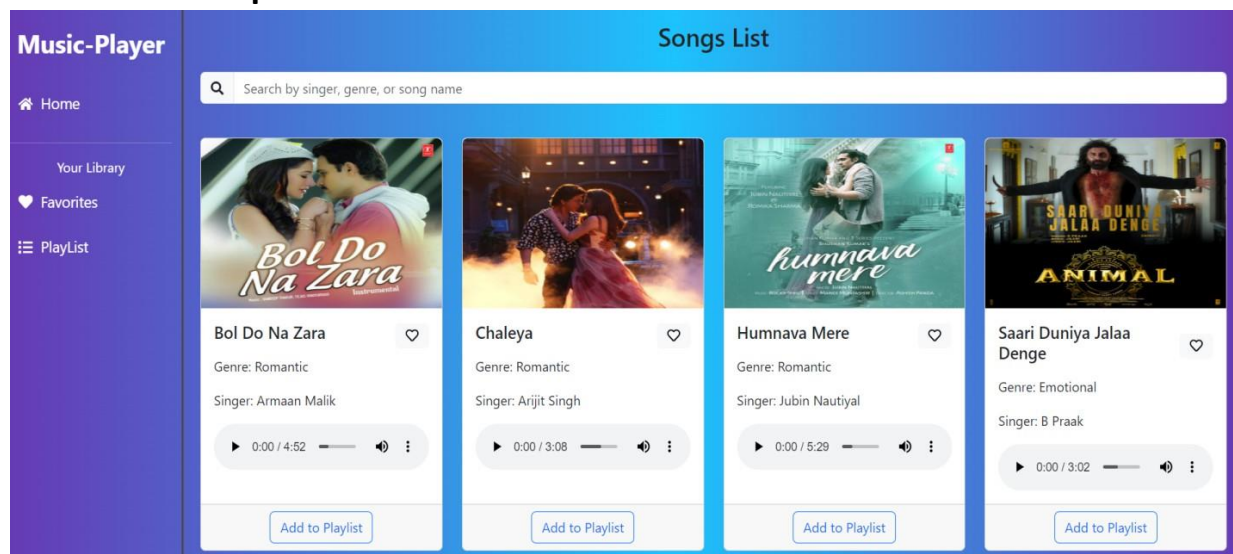 Music-Player
Home
Your Library
Favorites
PlayList
Songs List
Search by singer, genre, or song name
Bol Do
Na Zara
Instrumental
Bol Do Na Zara
Genre: Romantic
Singer: Armaan Malik
0:00 / 4:52
Add to Playlist
Chaleya
Genre: Romantic
Singer: Arijit Singh
0:00 / 3:08
Add to Playlist
humnava
mere
Humnava Mere
Genre: Romantic
Singer: Jubin Nautiyal
0:00 / 5:29
Add to Playlist
SAARI DUNIYA
JALAA DENGE
ANIMAL
Saari Duniya Jalaa
Denge
Genre: Emotional
Singer: B Praak
0:00 / 3:02
Add to Playlist